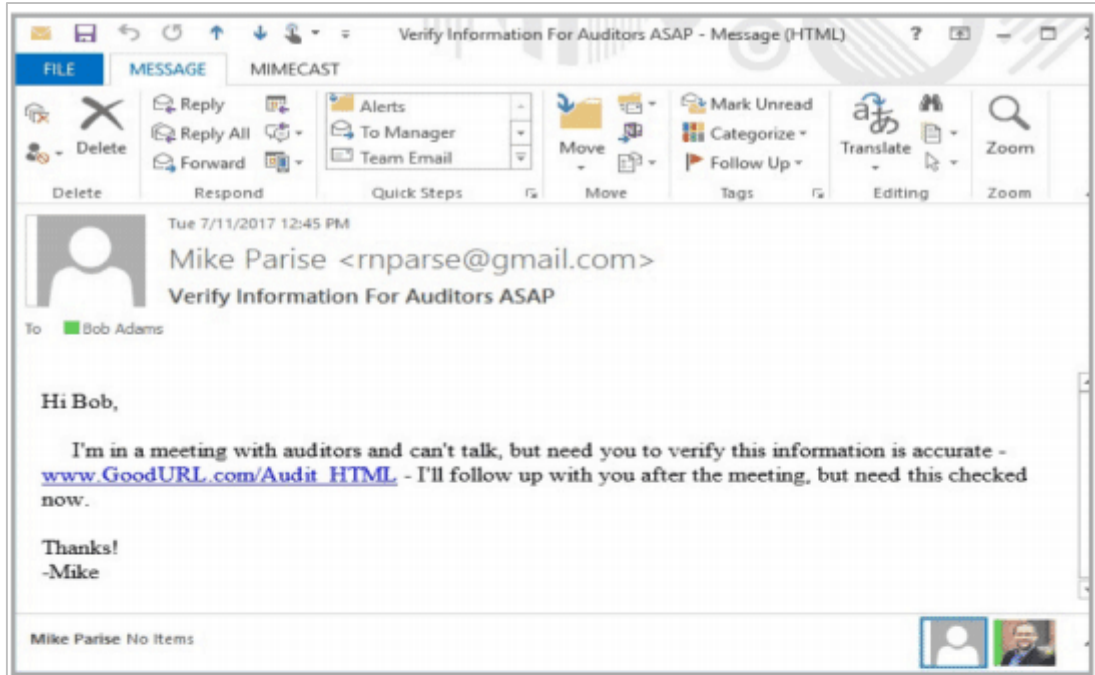 Verify Information For Auditors ASAP - Message (HTML) ?
FILE MESSAGE MIMECAST
Delete
Reply
Reply All
Forward
Alerts
To Manager
Team Email
Move
Mark Unread
Categorize
Follow Up
Translate
Zoom
Delete Respond Quick Steps Move Tags Editing Zoom
Tue 7/11/2017 12:45 PM
Mike Parise <rnparse@gmail.com>
Verify Information For Auditors ASAP
To Bob Adams
Hi Bob,
I'm in a meeting with auditors and can't talk, but need you to verify this information is accurate -
www.GoodURL.com/Audit_HTML - I'll follow up with you after the meeting, but need this checked
now.
Thanks!
-Mike
Mike Parise No Items